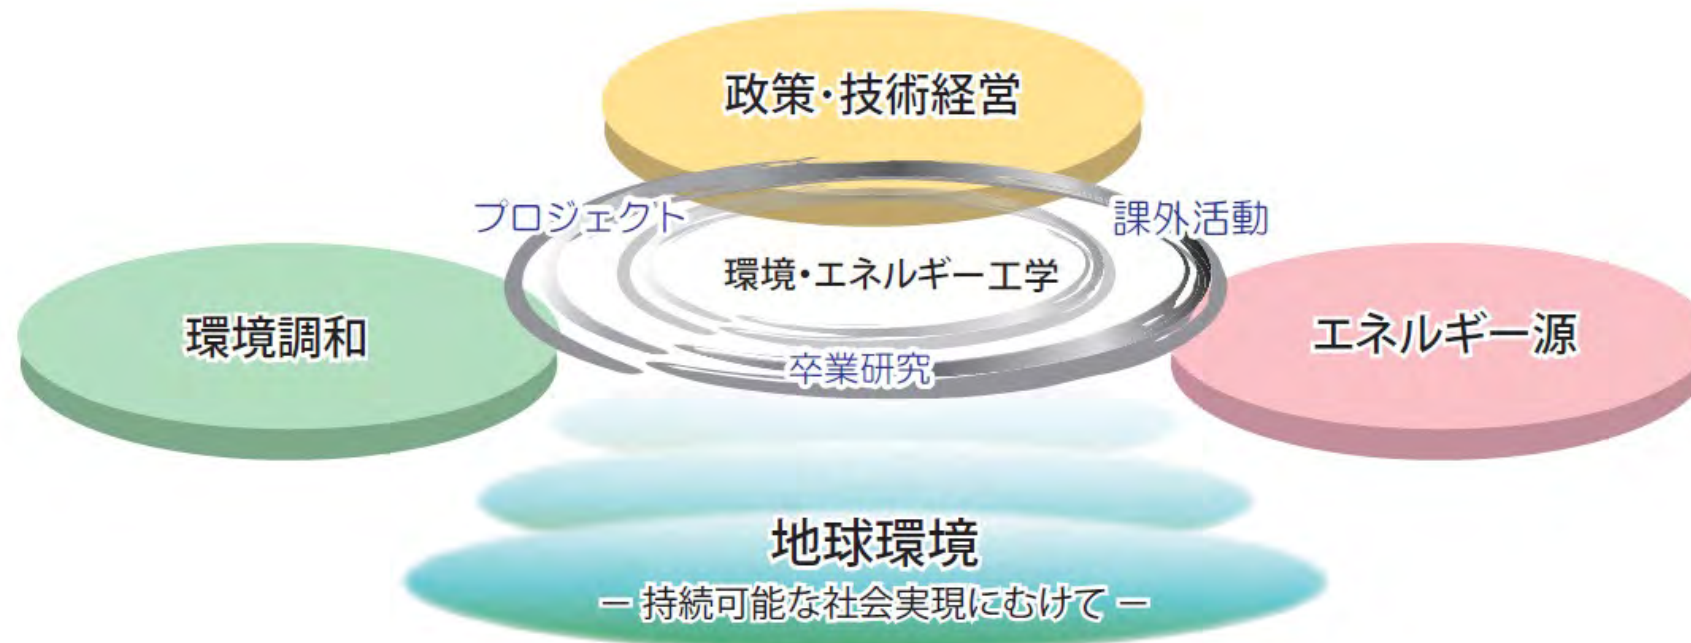 政策・技術経営
プロジェクト
課外活動
環境・エネルギー工学
環境調和
エネルギー源
卒業研究
地球環境
― 持続可能な社会実現にむけて ―